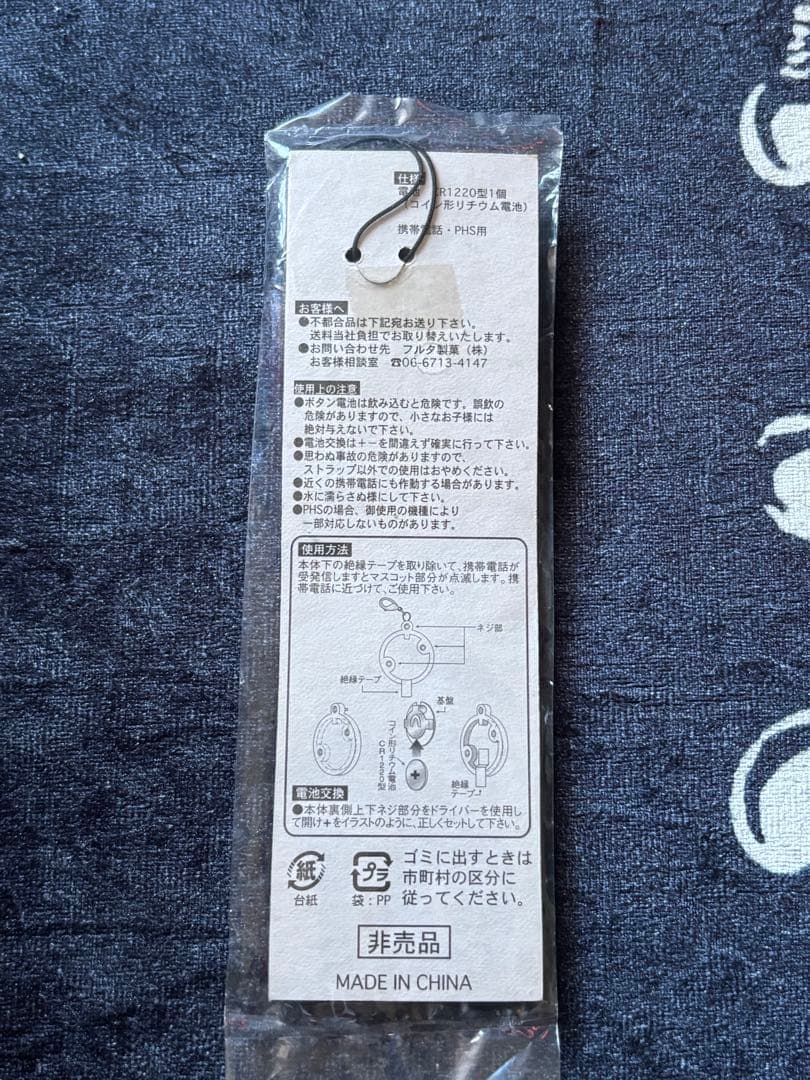 仕様
電池 CR1220型1個
(コイン形リチウム電池)
携帯電話・PHS用
お客様へ
●不都合品は下記宛お送り下さい。
送料当社負担でお取り替えいたします。
●お問い合わせ先 フルタ製菓(株)
お客様相談室 ☎06-6713-4147
使用上の注意
●ボタン電池は飲み込むと危険です。誤飲の
危険がありますので、小さなお子様には
絶対与えないで下さい。
●電池交換は+-を間違えず確実に行って下さい。
●思わぬ事故の危険がありますので、
ストラップ以外での使用はおやめください。
●近くの携帯電話にも作動する場合があります。
●水に濡らさぬ様にして下さい。
●PHSの場合、御使用の機種により
一部対応しないものがあります。
使用方法
本体下の絶縁テープを取り除いて、携帯電話が
受発信しますとマスコット部分が点滅します。携
帯電話に近づけて、ご使用下さい。
ネジ部
絶縁テープ
基盤
コイン形リチウム電池
CR1220型
+
絶縁
テープ
電池交換
●本体裏側上下ネジ部分をドライバーを使用し
て開け+をイラストのように、正しくセットして下さい。
紙
台紙
プラ
袋:PP
ゴミに出すときは
市町村の区分に
従ってください。
非売品
MADE IN CHINA